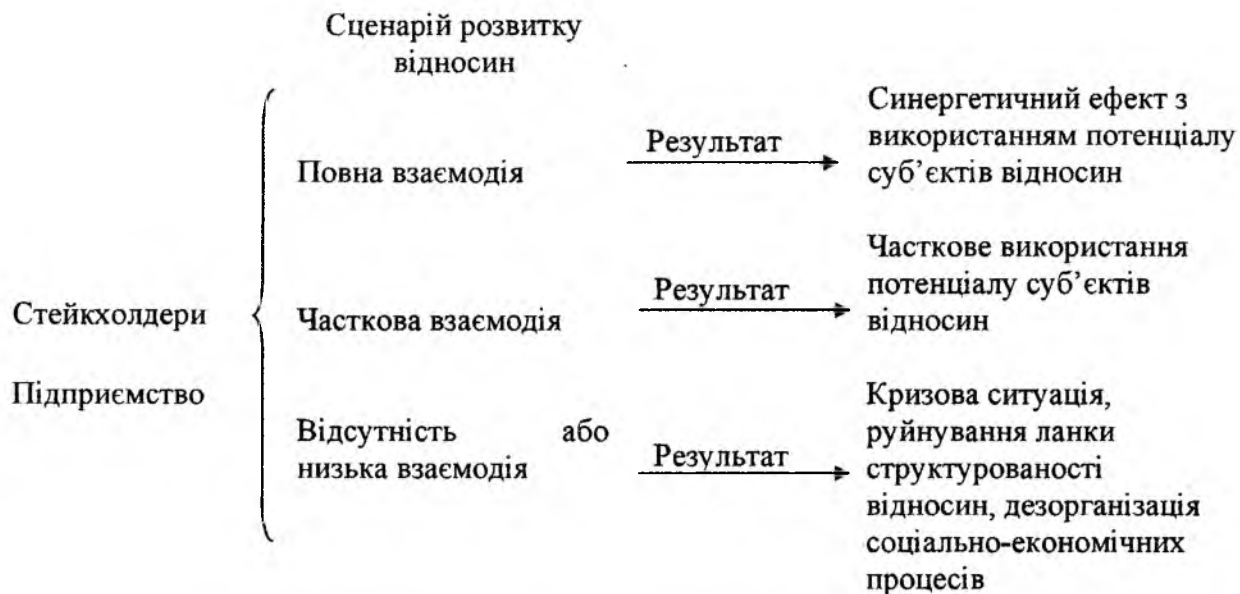 Сценарій розвитку
відносин
Стейкхолдери
Підприємство
Повна взаємодія
Результат
Синергетичний ефект з
використанням потенціалу
суб’єктів відносин
Часткова взаємодія
Результат
Часткове використання
потенціалу суб’єктів
відносин
Відсутність або
низька взаємодія
Результат
Кризова ситуація,
руйнування ланки
структурованості
відносин, дезорганізація
соціально-економічних
процесів